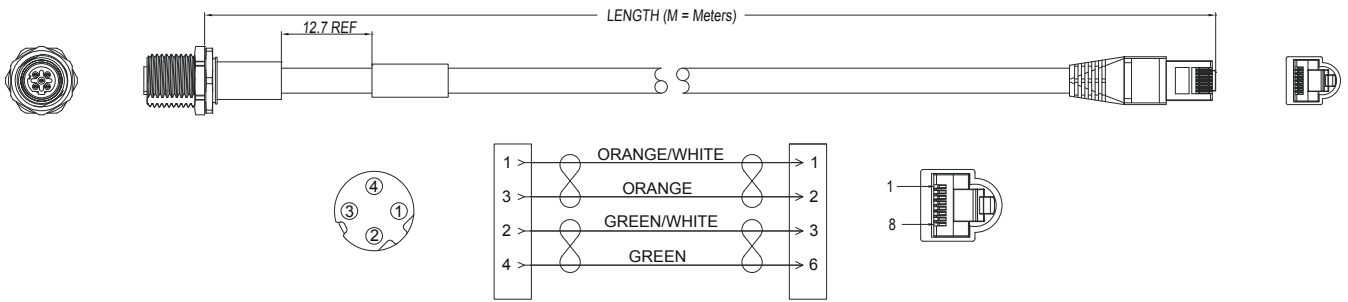 LENGTH (M = Meters)
12.7 REF
1 ORANGE/WHITE 1
3 ORANGE 2
2 GREEN/WHITE 3
4 GREEN 6
4
3 1
2
1
8